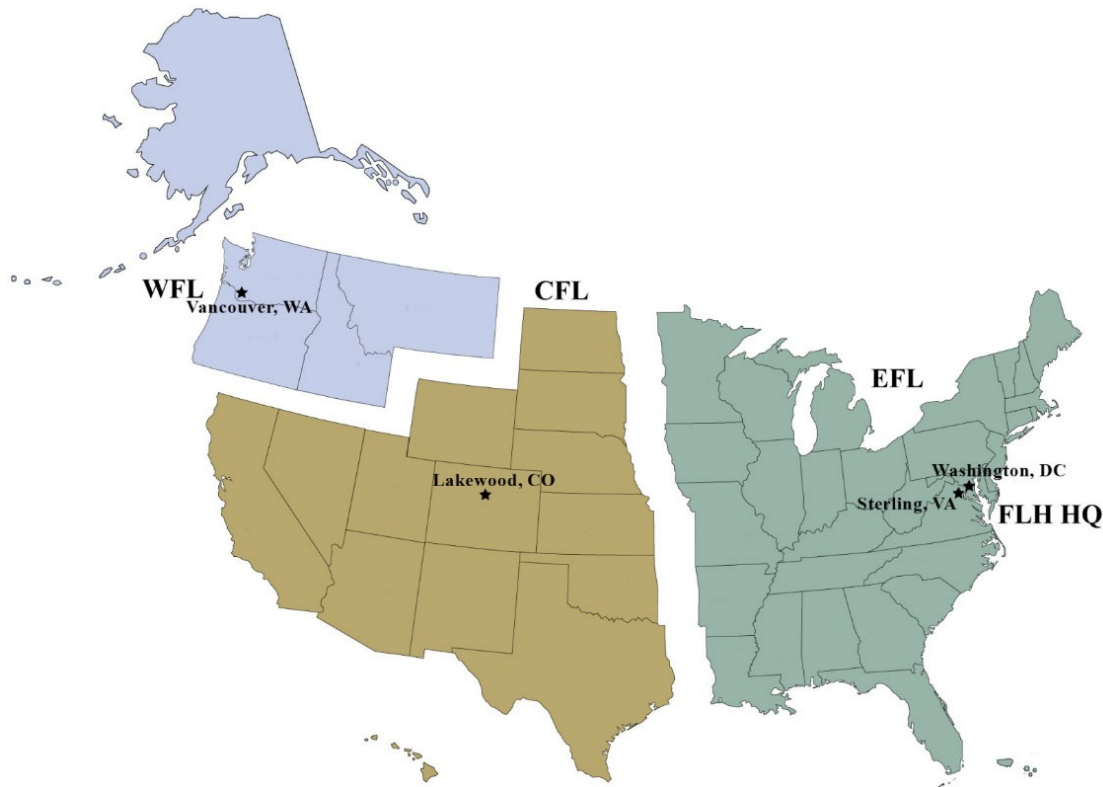 WFL
Vancouver, WA
CFL
EFL
Lakewood, CO
Washington, DC
Sterling, VA
FLH HQ